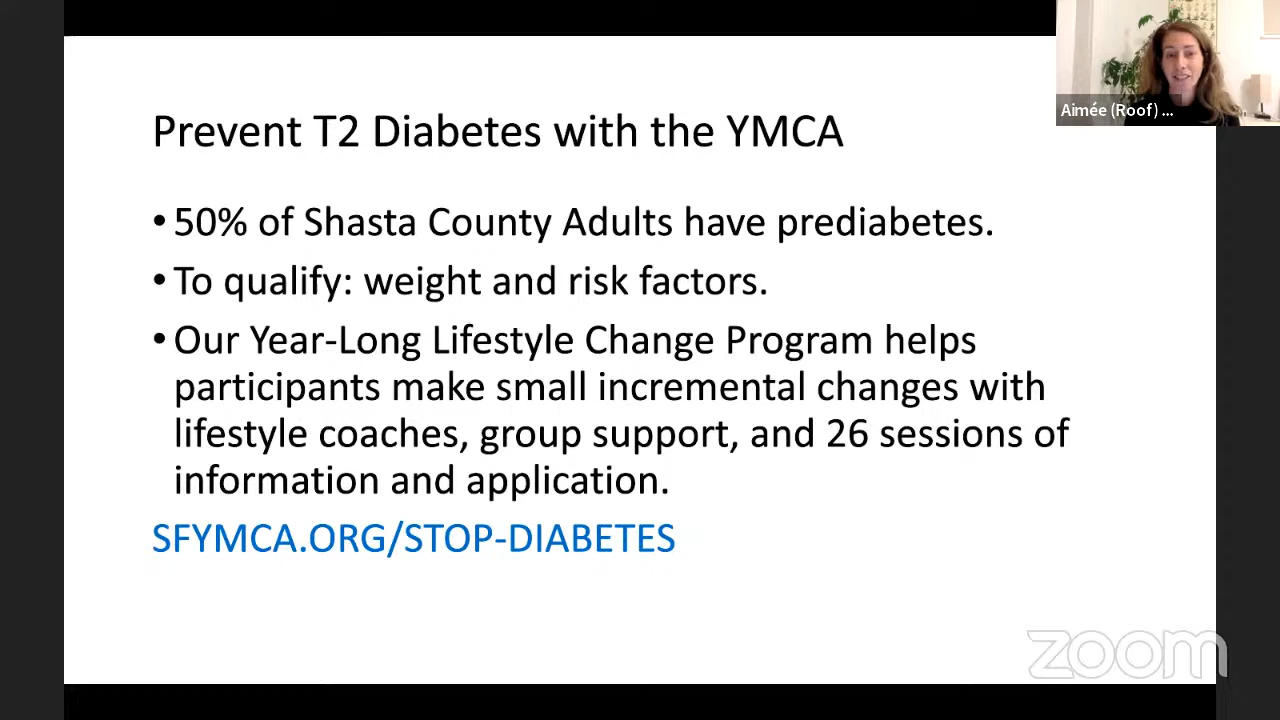 Prevent T2 Diabetes with the YMCA
• 50% of Shasta County Adults have prediabetes.
• To qualify: weight and risk factors.
• Our Year-Long Lifestyle Change Program helps
participants make small incremental changes with
lifestyle coaches, group support, and 26 sessions of
information and application.
SFYMCA.ORG/STOP-DIABETES
Aimée (Roof) ...
zoom